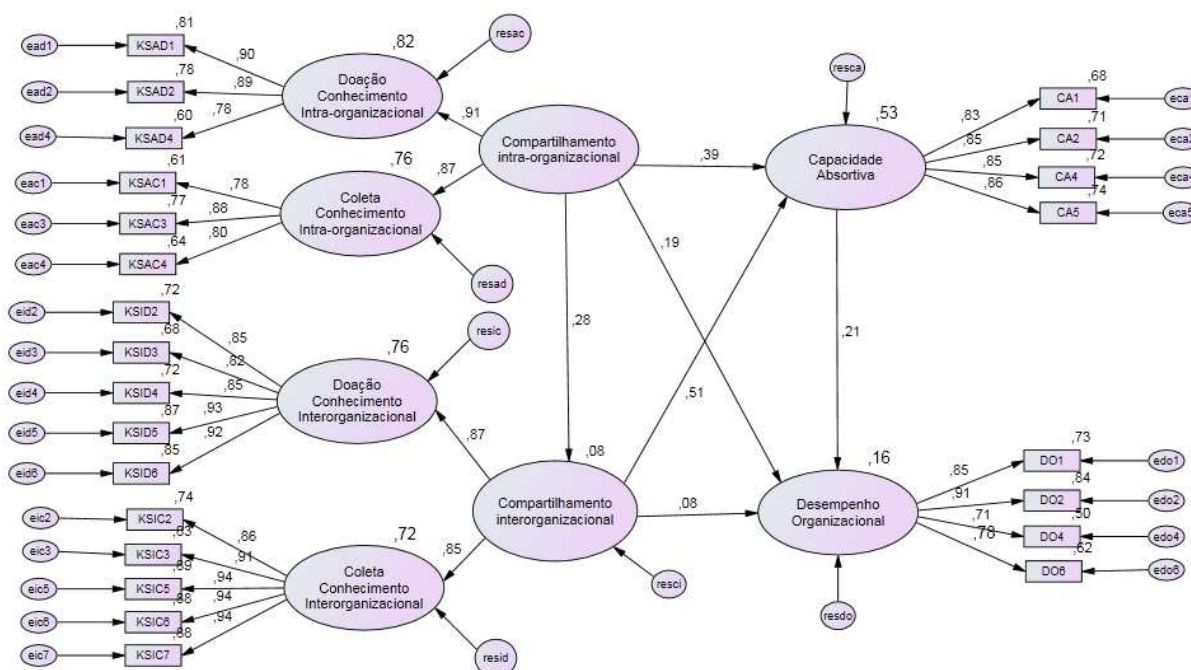 ,81
ead1
KSAD1
,90
,78
ead2
KSAD2
,89
,78
,60
ead4
KSAD4
,82
Doação
Conhecimento
Intra-organizacional
resac
,91
,61
eac1
KSAC1
,78
,77
eac3
KSAC3
,88
,80
,64
eac4
KSAC4
,76
Coleta
Conhecimento
Intra-organizacional
resad
,87
Compartilhamento
intra-organizacional
,39
,19
,28
resca
,53
Capacidade
Absortiva
,68
,83
CA1
,71
,85
CA2
,72
,85
CA4
,74
,86
CA5
eca4
,21
,51
,72
eid2
KSID2
,85
,68
eid3
KSID3
,82
,72
eid4
KSID4
,85
,87
eid5
KSID5
,93
,92
,85
eid6
KSID6
,76
Doação
Conhecimento
Interorganizacional
resic
,87
,08
Compartilhamento
interorganizacional
,08
resci
,85
,74
eic2
KSIC2
,86
eic3
KSIC3
,91
eic5
KSIC5
,94
eic6
KSIC6
,94
,88
,94
,88
eic7
KSIC7
,72
Coleta
Conhecimento
Interorganizacional
resid
,16
Desempenho
Organizacional
resdo
,73
,85
DO1
edo1
,84
,91
DO2
edo2
,50
,71
DO4
edo4
,62
,78
DO6
edo6